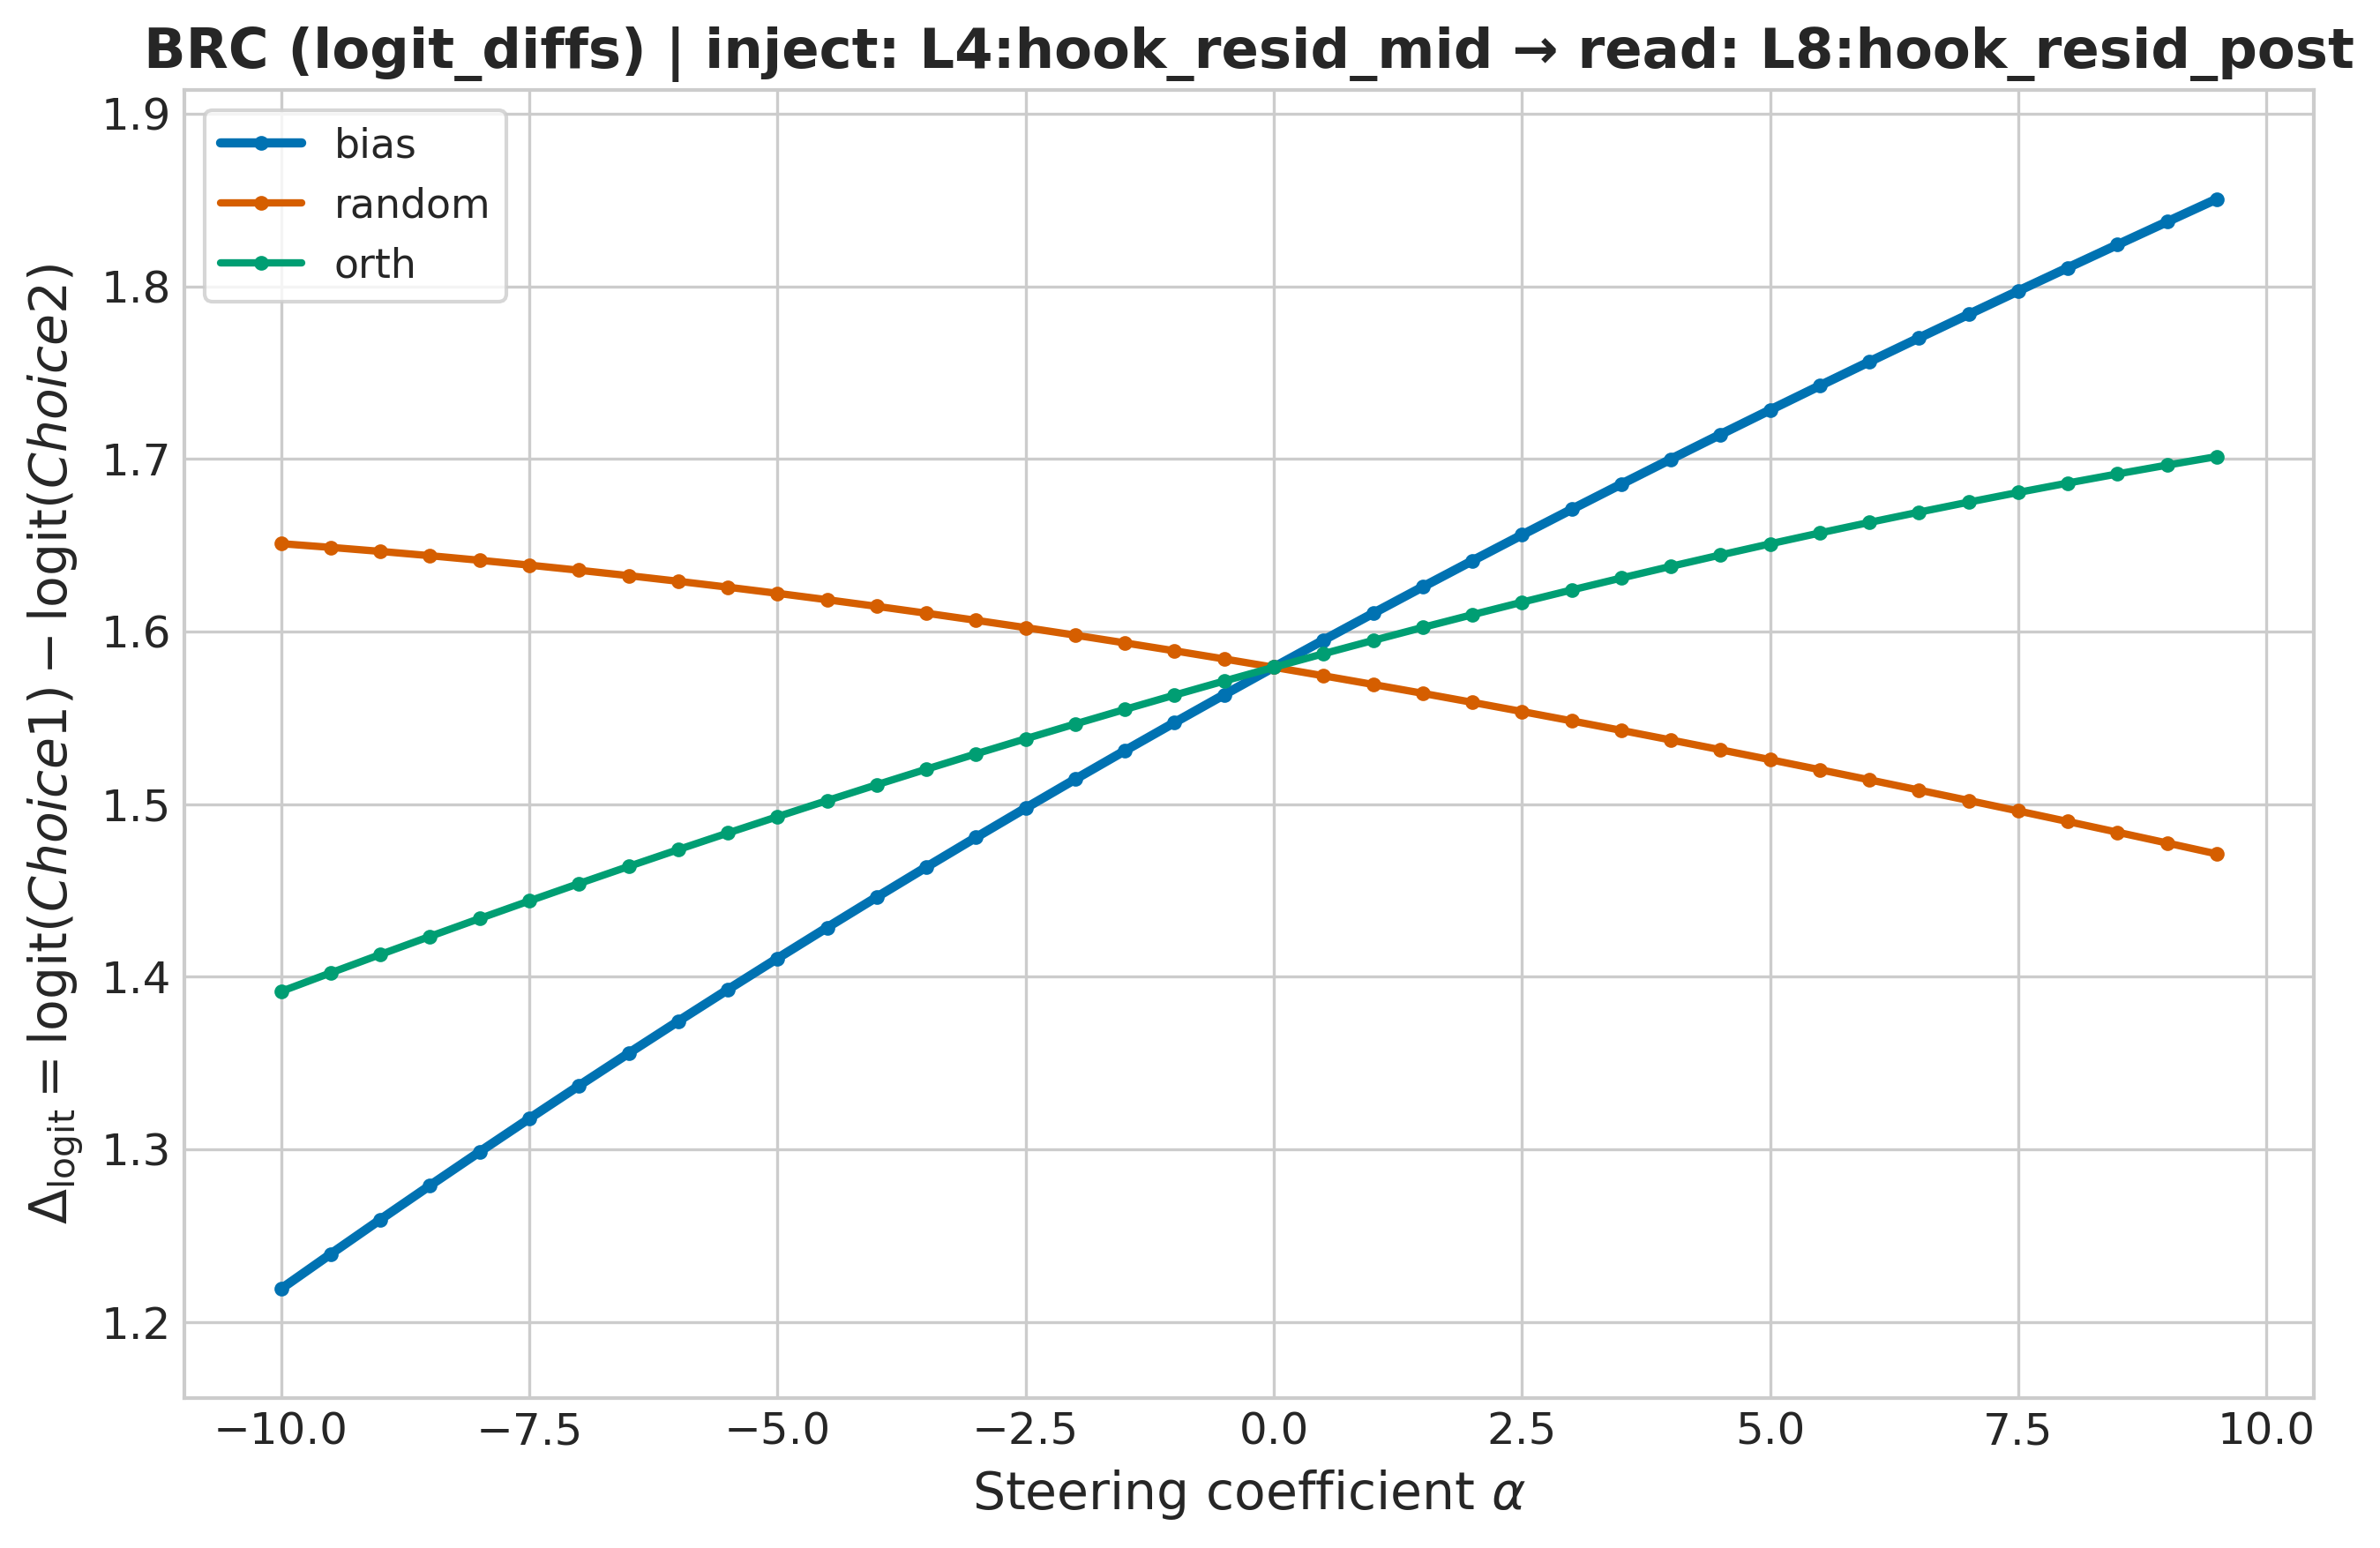 BRC (logit_diffs) | inject: L4:hook_resid_mid → read: L8:hook_resid_post
Δlogit = logit(Choice1) − logit(Choice2)
1.9
1.8
1.7
1.6
1.5
1.4
1.3
1.2
bias
random
orth
−10.0 −7.5 −5.0 −2.5 0.0 2.5 5.0 7.5 10.0
Steering coefficient α